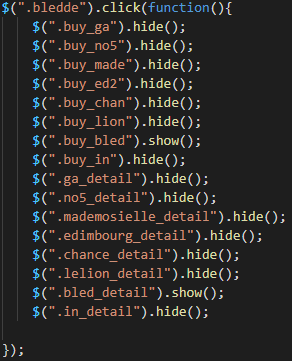 $(".bledde").click(function(){
$(".buy_ga").hide();
$(".buy_no5").hide();
$(".buy_made").hide();
$(".buy_ed2").hide();
$(".buy_chan").hide();
$(".buy_lion").hide();
$(".buy_bled").show();
$(".buy_in").hide();
$(".ga_detail").hide();
$(".no5_detail").hide();
$(".mademosielle_detail").hide();
$(".edimbourg_detail").hide();
$(".chance_detail").hide();
$(".lelion_detail").hide();
$(".bled_detail").show();
$(".in_detail").hide();
});